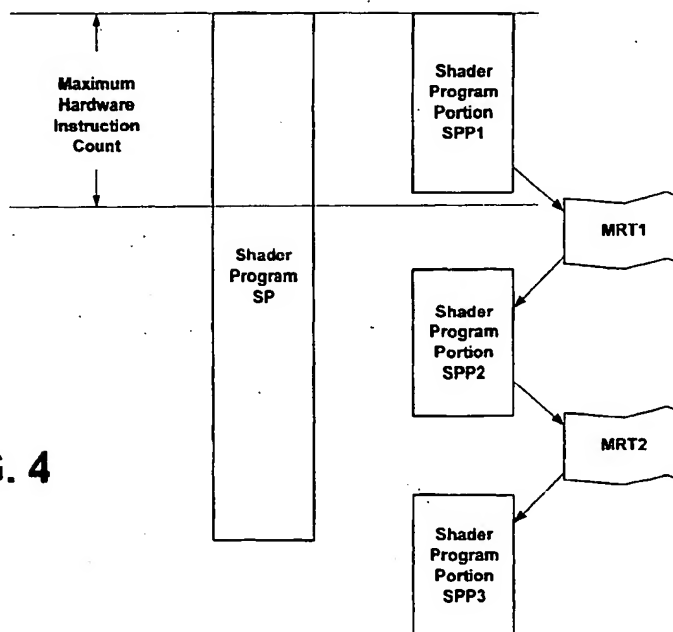 Maximum
Hardware
Instruction
Count
Shader
Program
SP
Shader
Program
Portion
SPP1
MRT1
Shader
Program
Portion
SPP2
MRT2
Shader
Program
Portion
SPP3
. 4